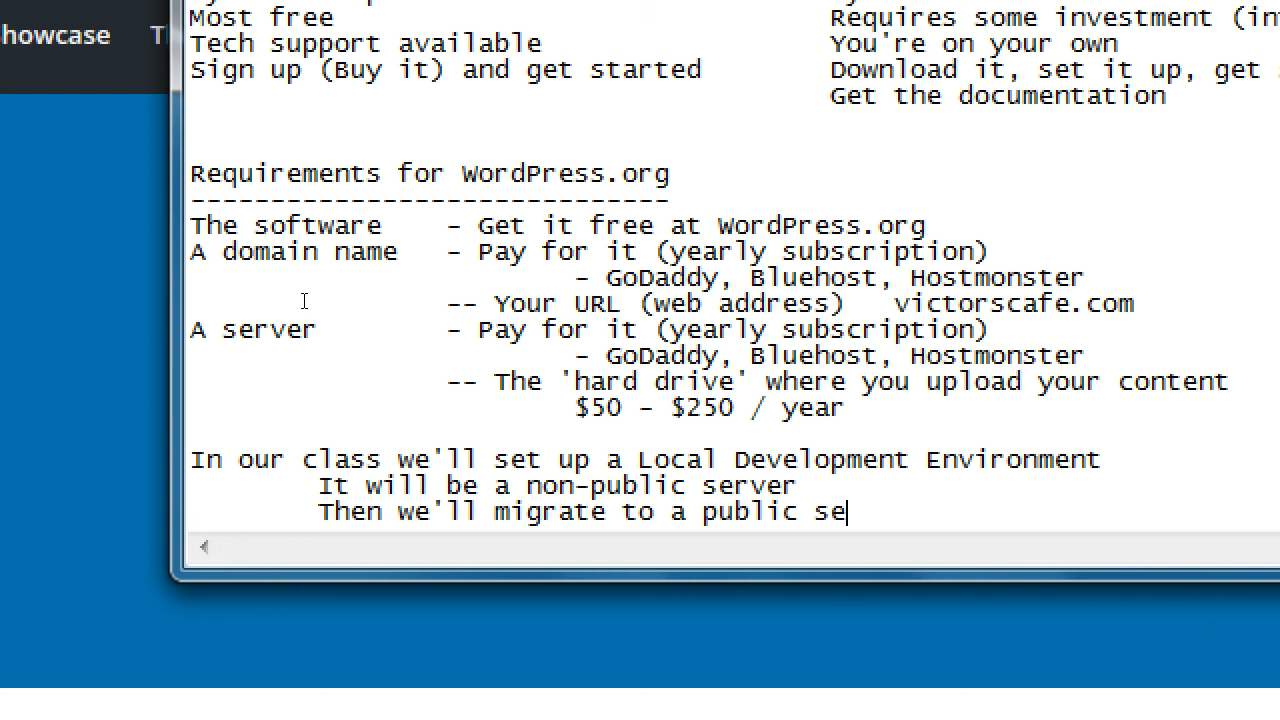 howcase
Most free Requires some investment
Tech support available You're on your own
Sign up (Buy it) and get started Download it, set it up, get
Get the documentation
Requirements for WordPress.org
------------------------------
The software - Get it free at WordPress.org
A domain name - Pay for it (yearly subscription)
- GoDaddy, Bluehost, Hostmonster
-- Your URL (web address) victorscafe.com
A server - Pay for it (yearly subscription)
- GoDaddy, Bluehost, Hostmonster
-- The 'hard drive' where you upload your content
$50 - $250 / year
In our class we'll set up a Local Development Environment
It will be a non-public server
Then we'll migrate to a public se